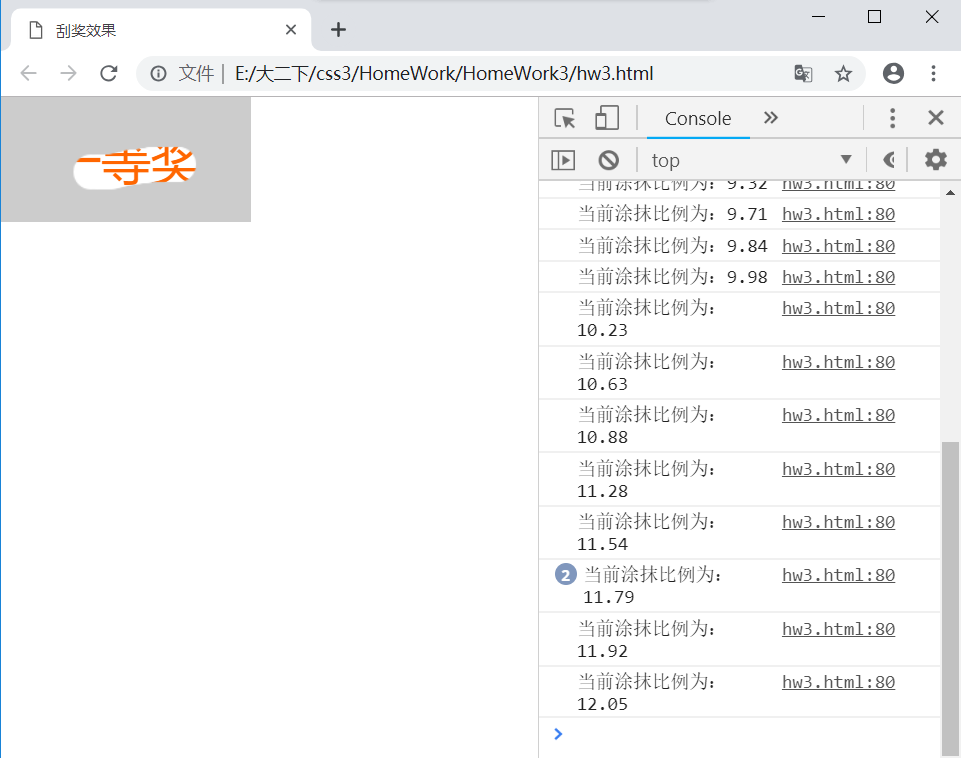 刮奖效果
文件 | E:/大二下/css3/HomeWork/HomeWork3/hw3.html
一等奖
Console
top
当前涂抹比例为: 9.32 hw3.html:80
当前涂抹比例为: 9.71 hw3.html:80
当前涂抹比例为: 9.84 hw3.html:80
当前涂抹比例为: 9.98 hw3.html:80
当前涂抹比例为: hw3.html:80
10.23
当前涂抹比例为: hw3.html:80
10.63
当前涂抹比例为: hw3.html:80
10.88
当前涂抹比例为: hw3.html:80
11.28
当前涂抹比例为: hw3.html:80
11.54
2 当前涂抹比例为: hw3.html:80
11.79
当前涂抹比例为: hw3.html:80
11.92
当前涂抹比例为: hw3.html:80
12.05